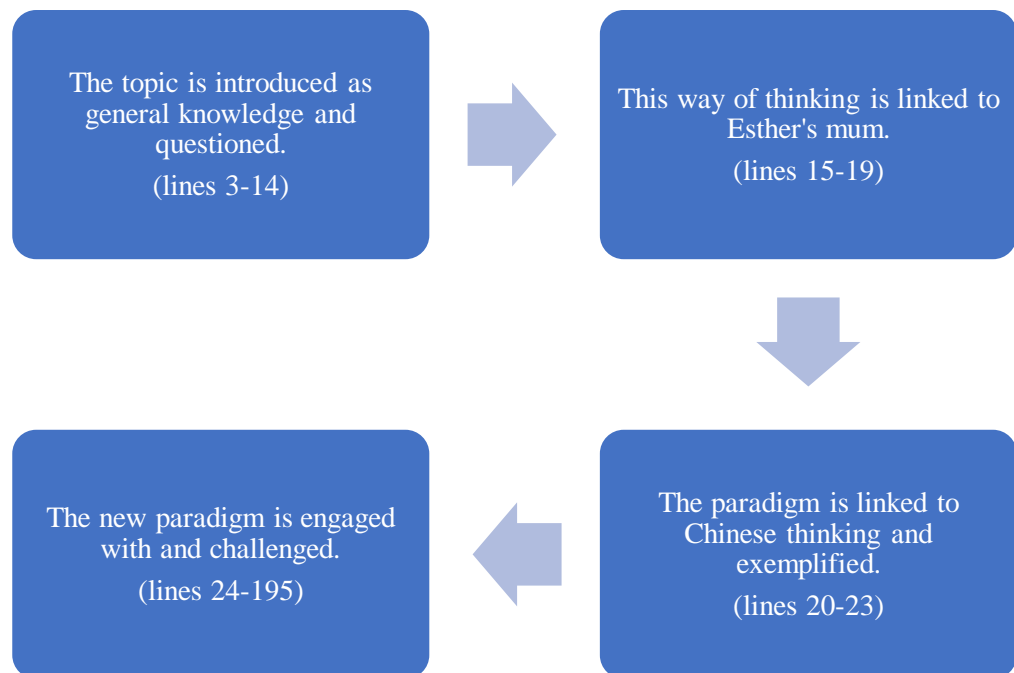 The topic is introduced as
general knowledge and
questioned.
(lines 3-14)
This way of thinking is linked to
Esther's mum.
(lines 15-19)
The paradigm is linked to
Chinese thinking and
exemplified.
(lines 20-23)
The new paradigm is engaged
with and challenged.
(lines 24-195)